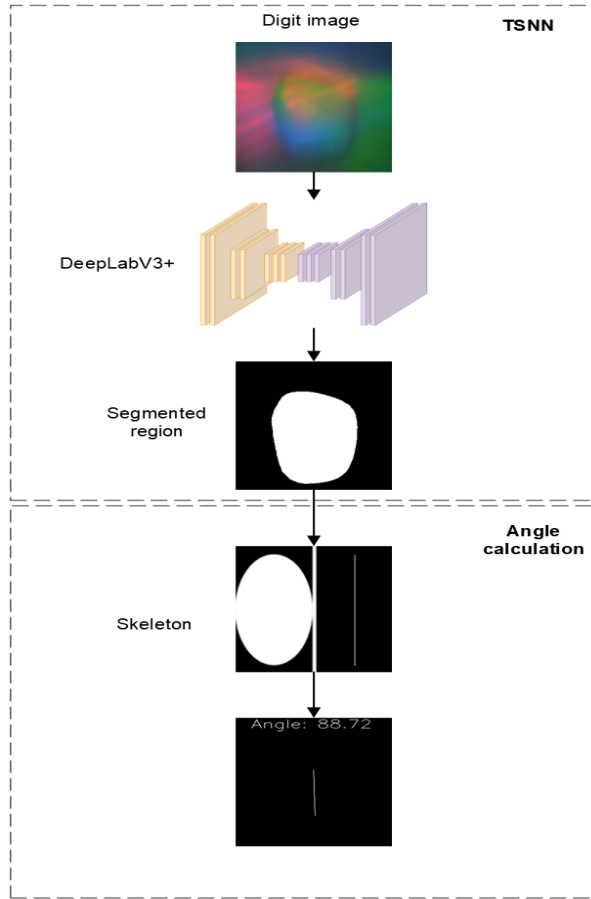 Digit image
TSNN
DeepLabV3+
Segmented
region
Angle
calculation
Skeleton
Angle: 88.72